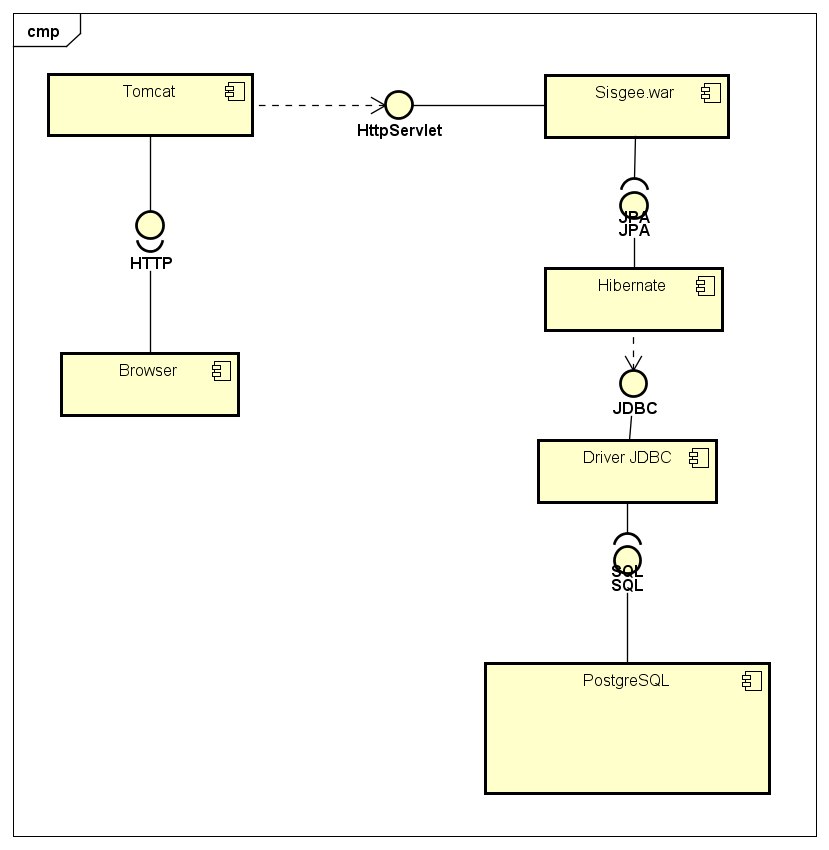 cmp
Tomcat
HttpServlet
Sisgee.war
JPA
JPA
HTTP
Hibernate
Browser
JDBC
Driver JDBC
SQL
SQL
PostgreSQL